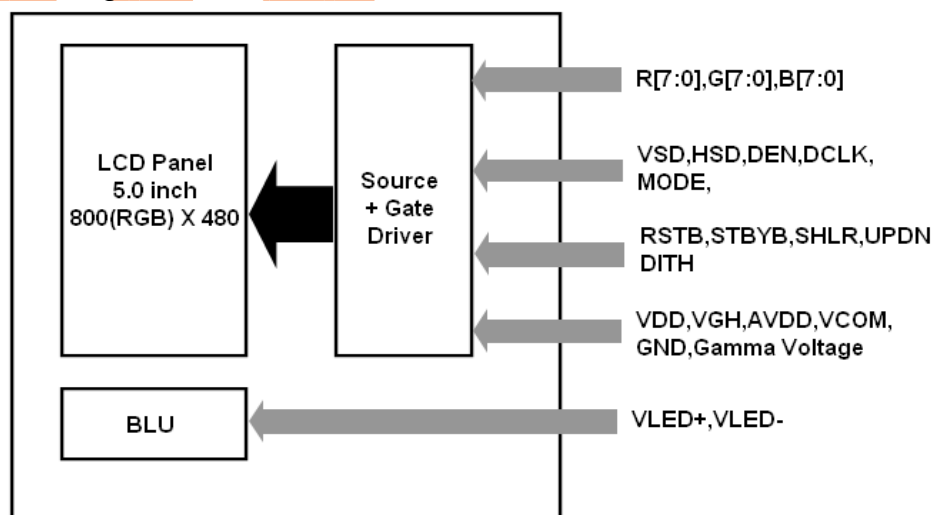 LCD Panel
5.0 inch
800(RGB) X 480
Source
+ Gate
Driver
R[7:0],G[7:0],B[7:0]
VSD,HSD,DEN,DCLK,
MODE,
RSTB,STBYB,SHLR,UPDN
DITH
VDD,VGH,AVDD,VCOM,
GND,Gamma Voltage
BLU
VLED+,VLED-